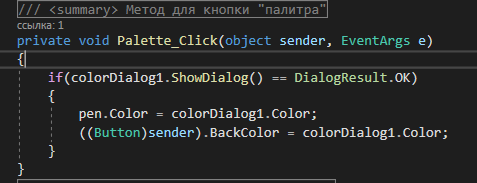 /// <summary> Метод для кнопки "палитра"
ссылка: 1
private void Palette_Click(object sender, EventArgs e)
{
if(colorDialog1.ShowDialog() == DialogResult.OK)
{
pen.Color = colorDialog1.Color;
((Button)sender).BackColor = colorDialog1.Color;
}
}